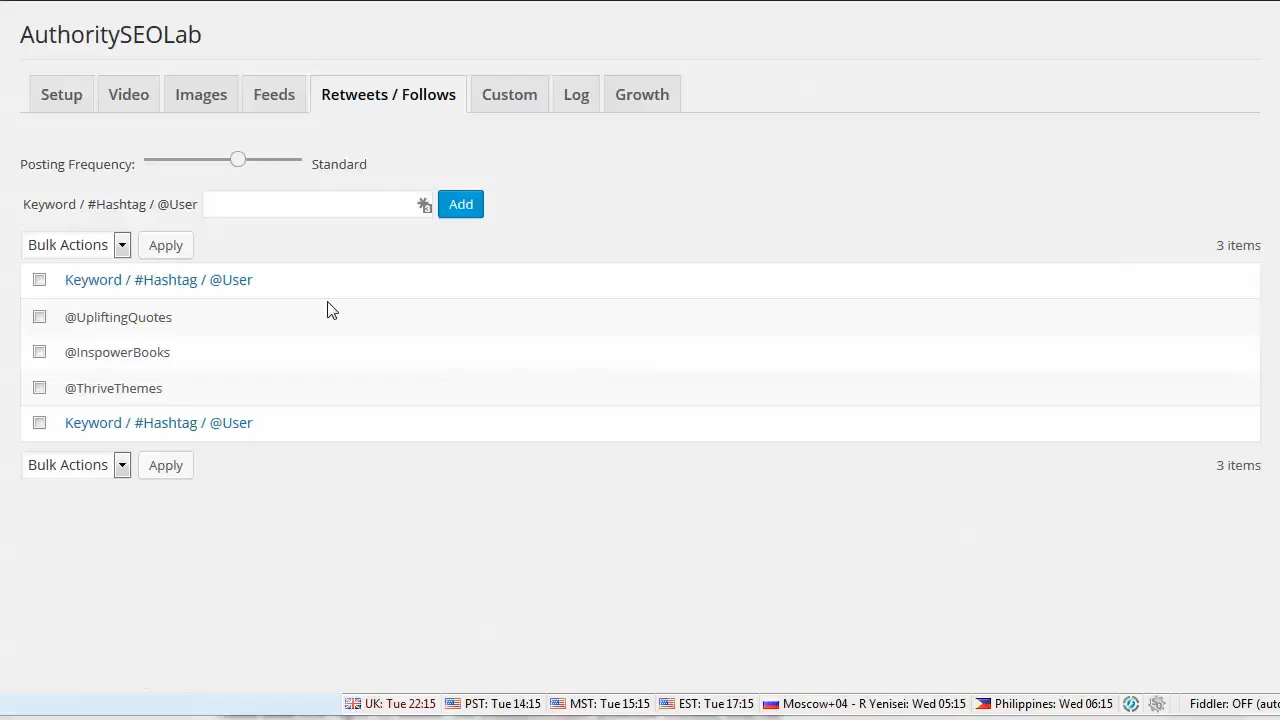 AuthoritySEOLab
Setup Video Images Feeds Retweets / Follows Custom Log Growth
Posting Frequency: Standard
Keyword / #Hashtag / @User Add
Bulk Actions Apply 3 items
Keyword / #Hashtag / @User
@UpliftingQuotes
@InspowerBooks
@ThriveThemes
Keyword / #Hashtag / @User
Bulk Actions Apply 3 items
UK: Tue 22:15 PST: Tue 14:15 MST: Tue 15:15 EST: Tue 17:15 Moscow+04 - R Yenisei: Wed 05:15 Philippines: Wed 06:15 Fiddler: OFF (aut